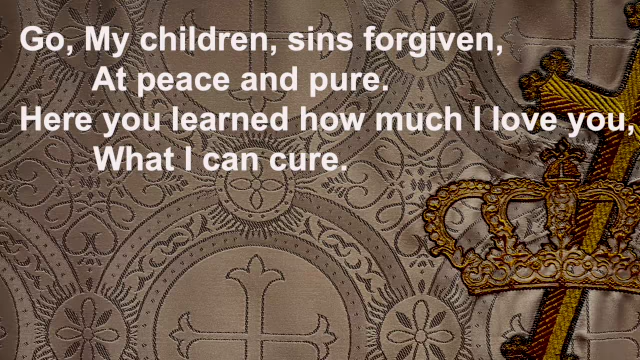 Go, My children, sins forgiven,
At peace and pure.
Here you learned how much I love you,
What I can cure.